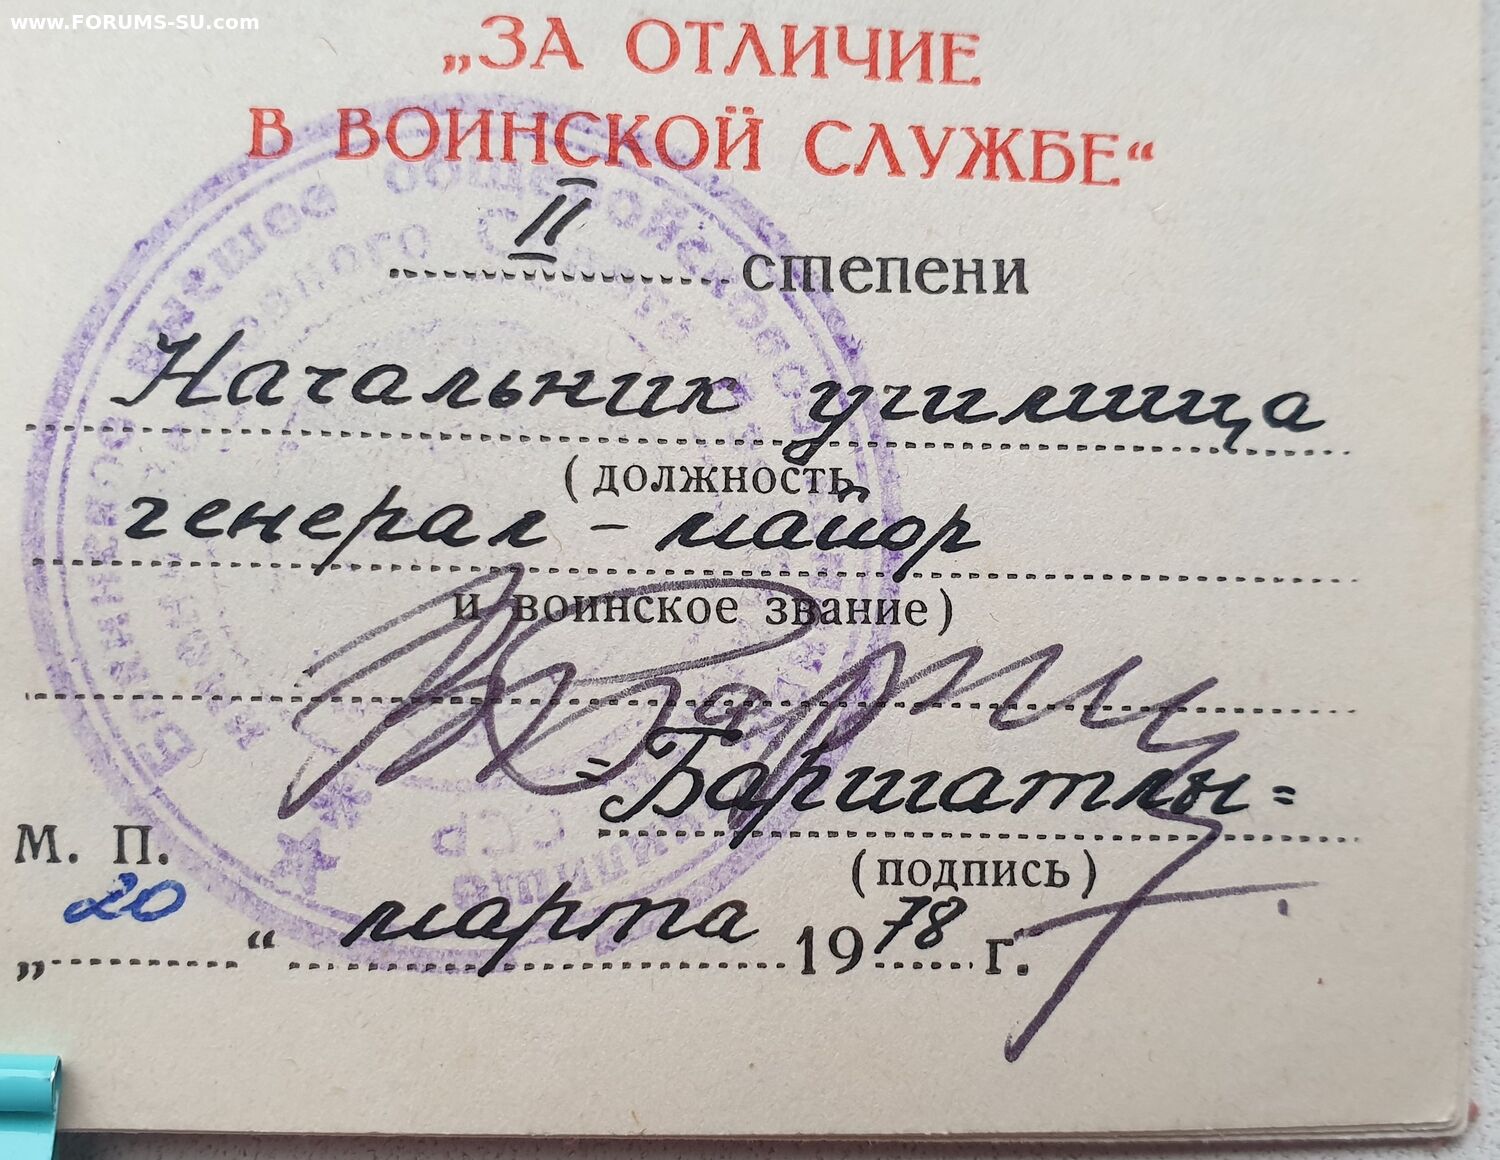 www.FORUMS-SU.com
„ЗА ОТЛИЧИЕ
В ВОИНСКОЙ СЛУЖБЕ“
II степени
Начальник училища
(должность
генерал-майор
и воинское звание)
=Баршатлы=
М. П.
(подпись)
„20“ марта 1978 г.